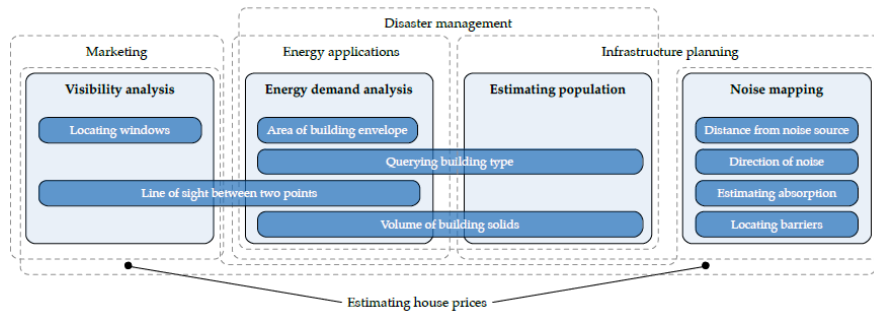 Disaster management
Marketing
Energy applications
Infrastructure planning
Visibility analysis
Energy demand analysis
Estimating population
Noise mapping
Locating windows
Area of building envelope
Distance from noise source
Querying building type
Direction of noise
Line of sight between two points
Estimating absorption
Volume of building solids
Locating barriers
Estimating house prices